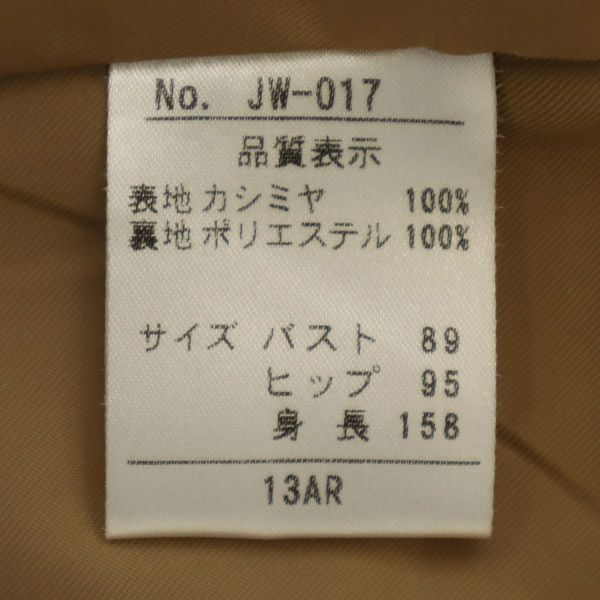 No. JW-017
品質表示
表地 カシミヤ 100%
裏地 ポリエステル 100%
サイズ バスト 89
ヒップ 95
身長 158
13AR